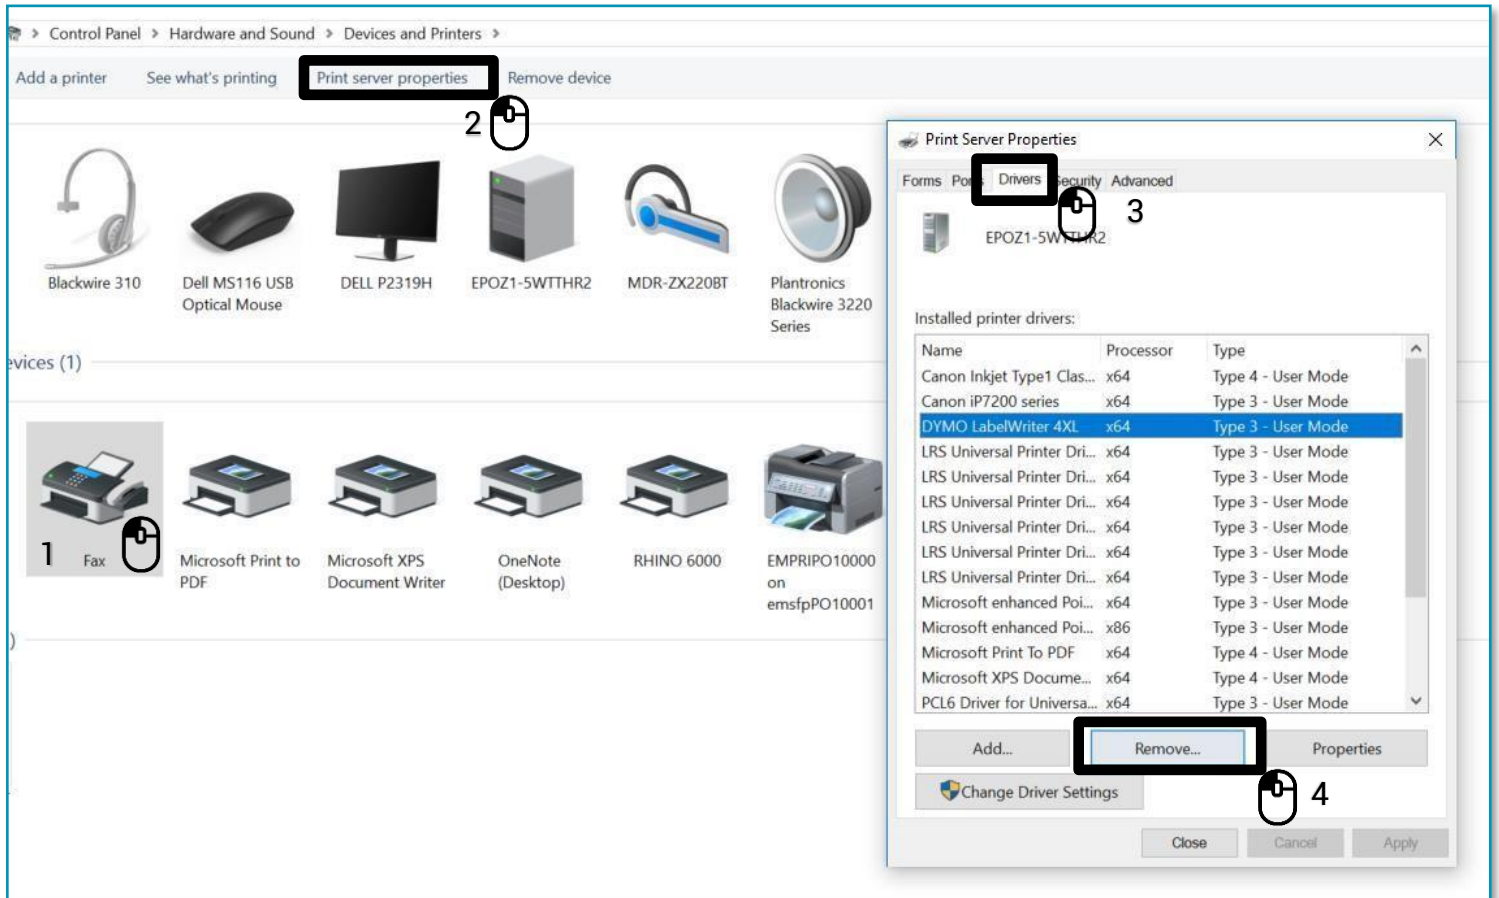 Control Panel > Hardware and Sound > Devices and Printers >
Add a printer See what's printing Print server properties Remove device
2
Blackwire 310
Dell MS116 USB
Optical Mouse
DELL P2319H
EPOZ1-5WTTHR2
MDR-ZX220BT
Plantronics
Blackwire 3220
Series
evices (1)
1
Fax
Microsoft Print to
PDF
Microsoft XPS
Document Writer
OneNote
(Desktop)
RHINO 6000
EMPRIPO10000
on
emsfpPO10001
)
Print Server Properties
Forms Ports Drivers Security Advanced
3
EPOZ1-5WTTHR2
Installed printer drivers:
Name Processor Type
Canon Inkjet Type1 Clas... x64 Type 4 - User Mode
Canon iP7200 series x64 Type 3 - User Mode
DYMO LabelWriter 4XL x64 Type 3 - User Mode
LRS Universal Printer Dri... x64 Type 3 - User Mode
LRS Universal Printer Dri... x64 Type 3 - User Mode
LRS Universal Printer Dri... x64 Type 3 - User Mode
LRS Universal Printer Dri... x64 Type 3 - User Mode
LRS Universal Printer Dri... x64 Type 3 - User Mode
LRS Universal Printer Dri... x64 Type 3 - User Mode
Microsoft enhanced Poi... x64 Type 3 - User Mode
Microsoft enhanced Poi... x86 Type 3 - User Mode
Microsoft Print To PDF x64 Type 4 - User Mode
Microsoft XPS Docume... x64 Type 4 - User Mode
PCL6 Driver for Universa... x64 Type 3 - User Mode
Add... Remove... Properties
Change Driver Settings
4
Close Cancel Apply